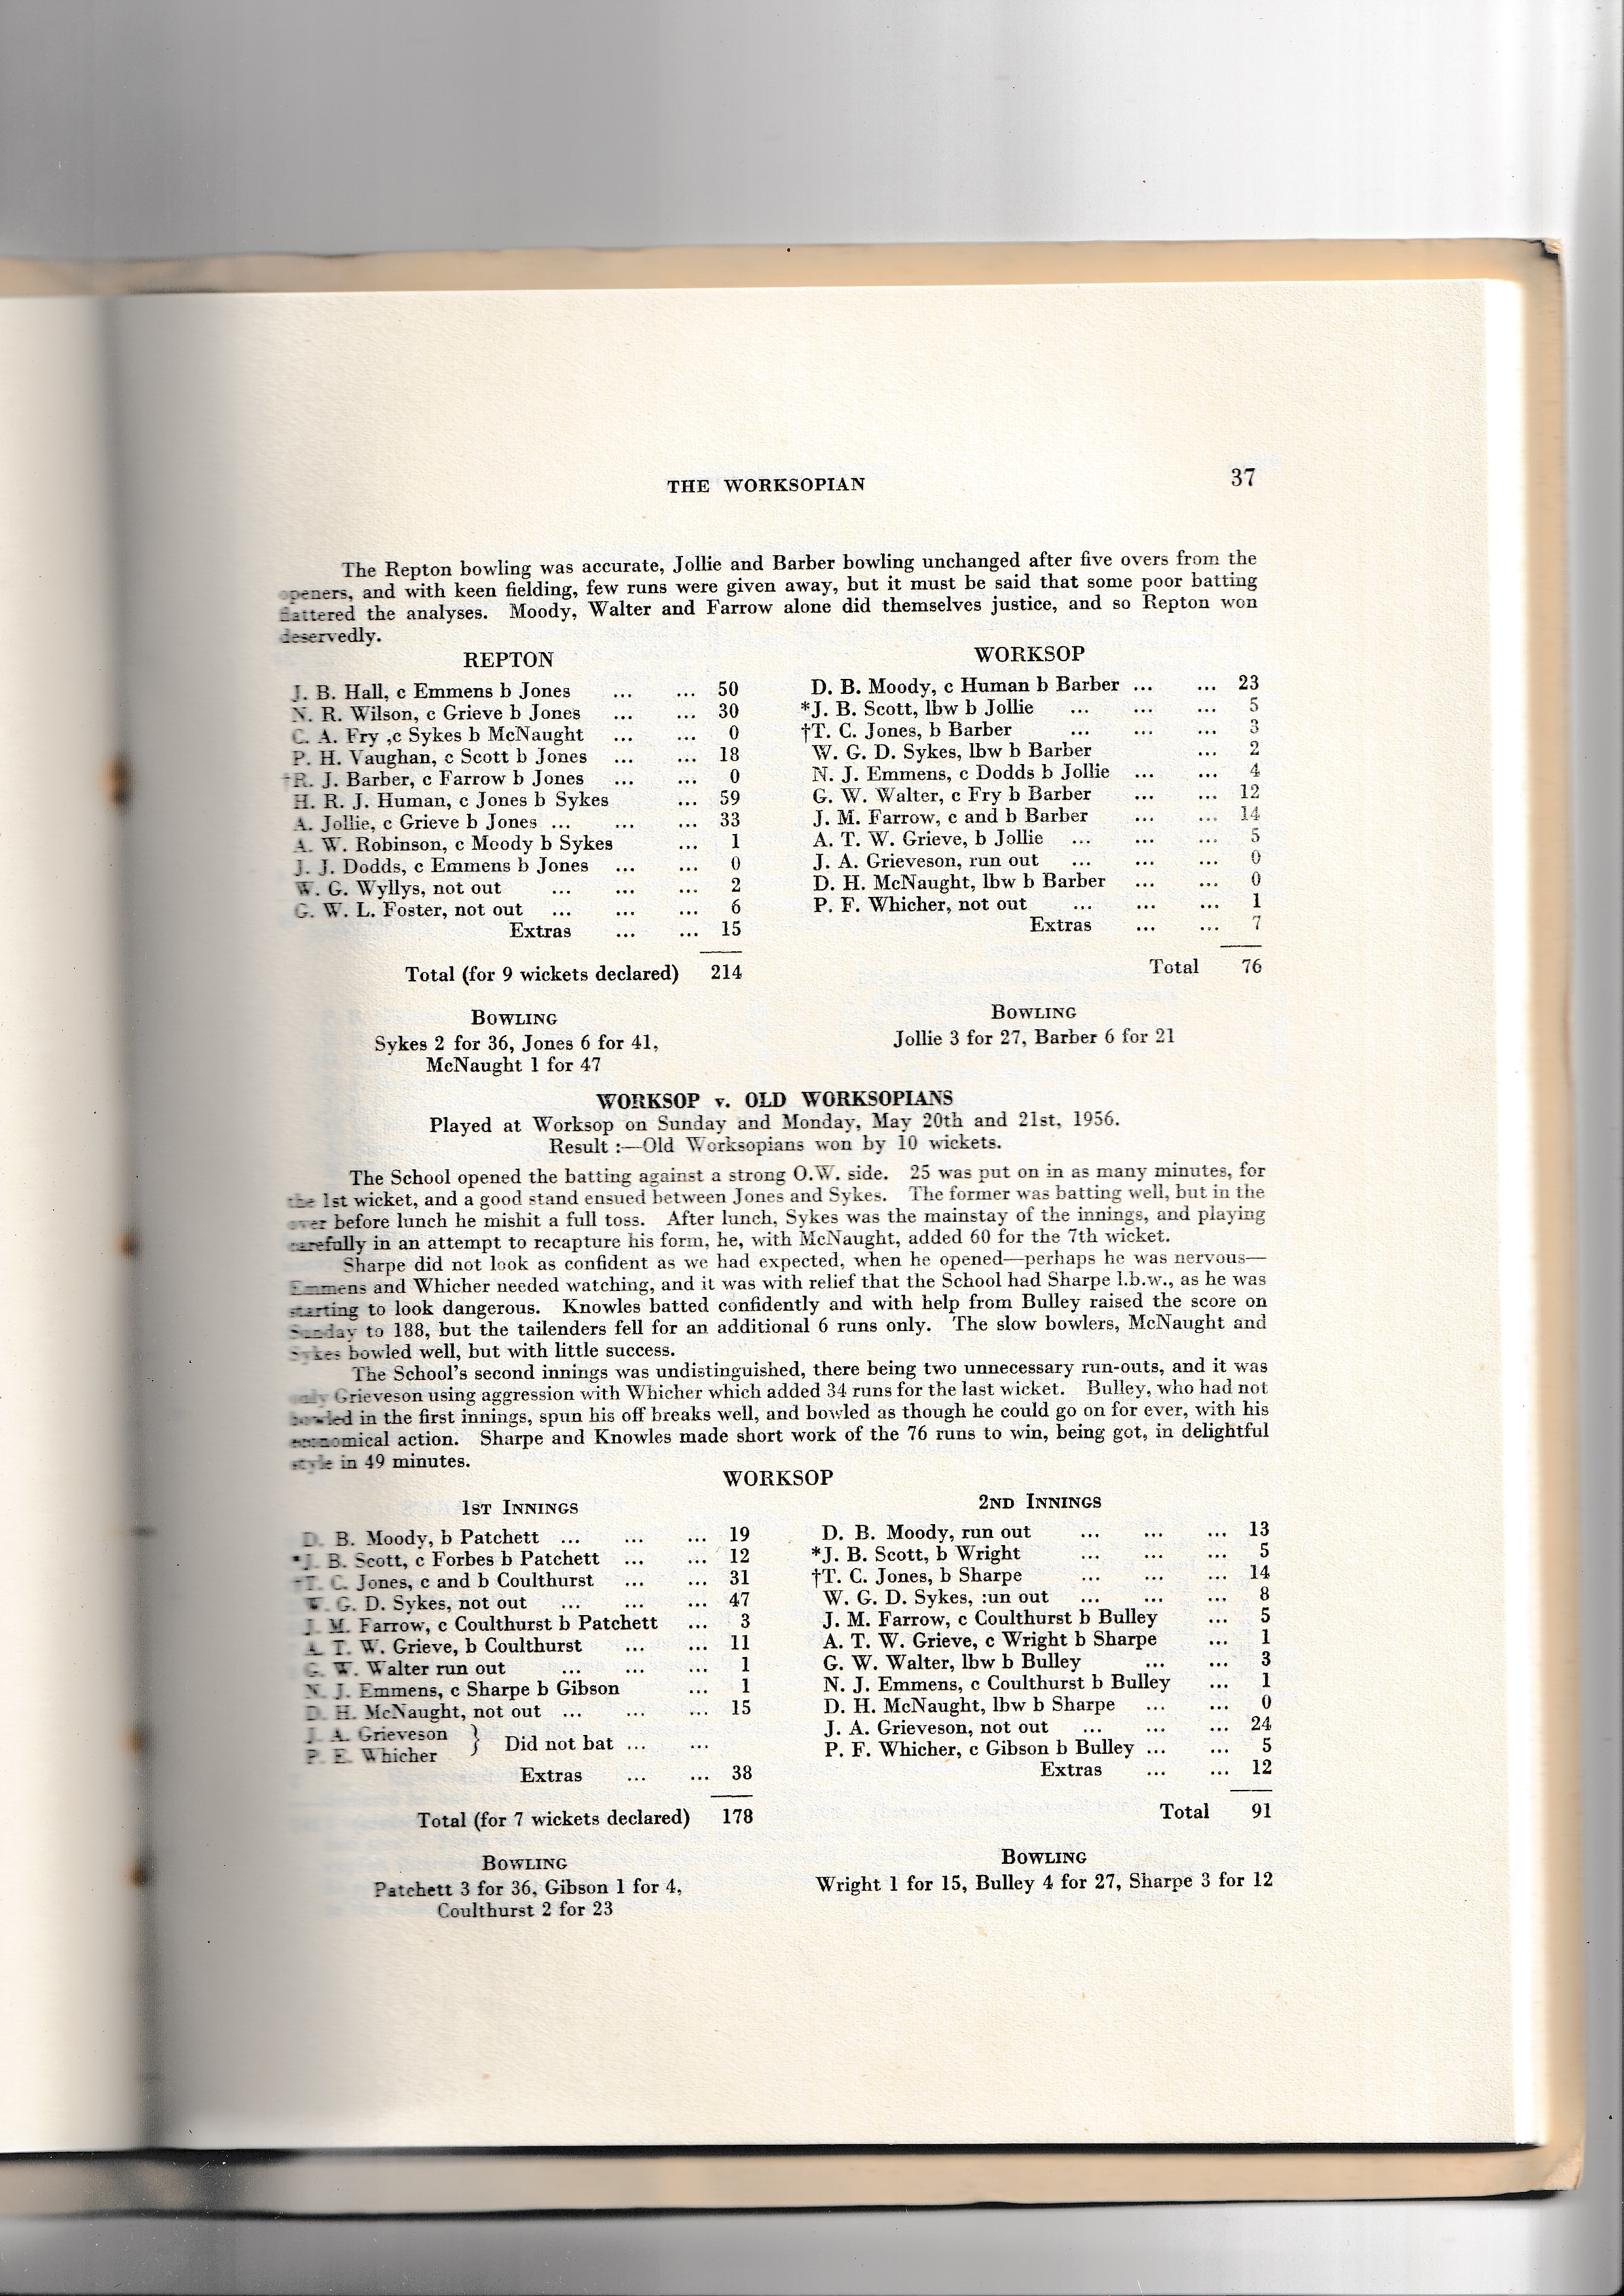 THE WORKSOPIAN
37
The Repton bowling was accurate, Jollie and Barber bowling unchanged after five overs from the
openers, and with keen fielding, few runs were given away, but it must be said that some poor batting
flattered the analyses. Moody, Walter and Farrow alone did themselves justice, and so Repton won
deservedly.
REPTON
J. B. Hall, c Emmens b Jones ... ... 50
N. R. Wilson, c Grieve b Jones ... ... 30
C. A. Fry ,c Sykes b McNaught ... ... 0
P. H. Vaughan, c Scott b Jones ... ... 18
†R. J. Barber, c Farrow b Jones ... ... 0
H. R. J. Human, c Jones b Sykes ... 59
A. Jollie, c Grieve b Jones ... ... ... 33
A. W. Robinson, c Moody b Sykes ... 1
J. J. Dodds, c Emmens b Jones ... ... 0
W. G. Wyllys, not out ... ... ... 2
G. W. L. Foster, not out ... ... ... 6
Extras ... ... 15
Total (for 9 wickets declared) 214
BOWLING
Sykes 2 for 36, Jones 6 for 41,
McNaught 1 for 47
WORKSOP
D. B. Moody, c Human b Barber ... ... 23
*J. B. Scott, lbw b Jollie ... ... ... 5
†T. C. Jones, b Barber ... ... ... 3
W. G. D. Sykes, lbw b Barber ... 2
N. J. Emmens, c Dodds b Jollie ... ... 4
G. W. Walter, c Fry b Barber ... ... 12
J. M. Farrow, c and b Barber ... ... 14
A. T. W. Grieve, b Jollie ... ... ... 5
J. A. Grieveson, run out ... ... ... 0
D. H. McNaught, lbw b Barber ... ... 0
P. F. Whicher, not out ... ... ... 1
Extras ... ... 7
Total 76
BOWLING
Jollie 3 for 27, Barber 6 for 21
WORKSOP v. OLD WORKSOPIANS
Played at Worksop on Sunday and Monday, May 20th and 21st, 1956.
Result :—Old Worksopians won by 10 wickets.
The School opened the batting against a strong O.W. side. 25 was put on in as many minutes, for
the 1st wicket, and a good stand ensued between Jones and Sykes. The former was batting well, but in the
over before lunch he mishit a full toss. After lunch, Sykes was the mainstay of the innings, and playing
carefully in an attempt to recapture his form, he, with McNaught, added 60 for the 7th wicket.
Sharpe did not look as confident as we had expected, when he opened—perhaps he was nervous—
Emmens and Whicher needed watching, and it was with relief that the School had Sharpe l.b.w., as he was
starting to look dangerous. Knowles batted confidently and with help from Bulley raised the score on
Sunday to 188, but the tailenders fell for an additional 6 runs only. The slow bowlers, McNaught and
Sykes bowled well, but with little success.
The School's second innings was undistinguished, there being two unnecessary run-outs, and it was
only Grieveson using aggression with Whicher which added 34 runs for the last wicket. Bulley, who had not
bowled in the first innings, spun his off breaks well, and bowled as though he could go on for ever, with his
economical action. Sharpe and Knowles made short work of the 76 runs to win, being got, in delightful
style in 49 minutes.
WORKSOP
1ST INNINGS
D. B. Moody, b Patchett ... ... ... 19
*J. B. Scott, c Forbes b Patchett ... ... 12
†T. C. Jones, c and b Coulthurst ... ... 31
W. G. D. Sykes, not out ... ... ... 47
J. M. Farrow, c Coulthurst b Patchett ... 3
A. T. W. Grieve, b Coulthurst ... ... 11
G. W. Walter run out ... ... ... 1
N. J. Emmens, c Sharpe b Gibson ... 1
D. H. McNaught, not out ... ... ... 15
J. A. Grieveson
P. E. Whicher } Did not bat ... ...
Extras ... ... 38
Total (for 7 wickets declared) 178
BOWLING
Patchett 3 for 36, Gibson 1 for 4,
Coulthurst 2 for 23
2ND INNINGS
D. B. Moody, run out ... ... ... 13
*J. B. Scott, b Wright ... ... ... 5
†T. C. Jones, b Sharpe ... ... ... 14
W. G. D. Sykes, :un out ... ... ... 8
J. M. Farrow, c Coulthurst b Bulley ... 5
A. T. W. Grieve, c Wright b Sharpe ... 1
G. W. Walter, lbw b Bulley ... ... 3
N. J. Emmens, c Coulthurst b Bulley ... 1
D. H. McNaught, lbw b Sharpe ... ... 0
J. A. Grieveson, not out ... ... ... 24
P. F. Whicher, c Gibson b Bulley ... ... 5
Extras ... ... 12
Total 91
BOWLING
Wright 1 for 15, Bulley 4 for 27, Sharpe 3 for 12